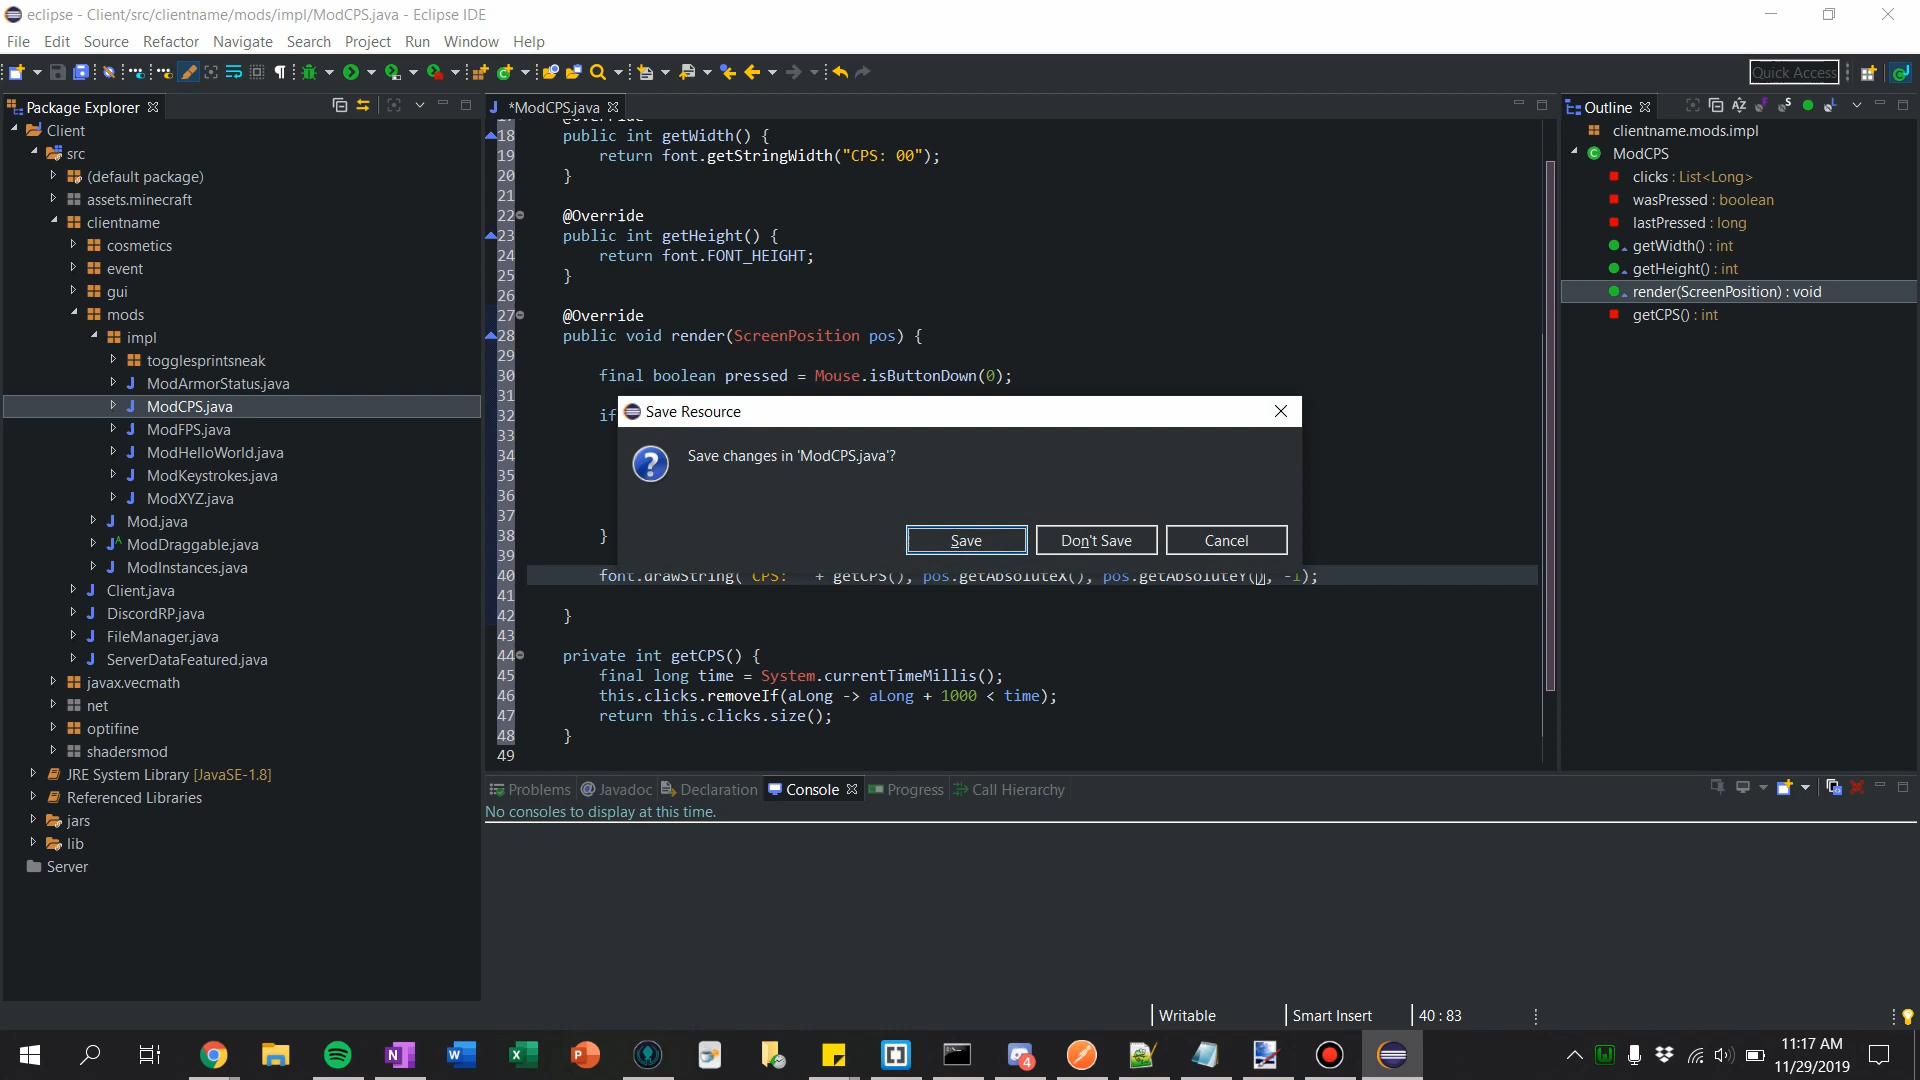 eclipse - Client/src/clientname/mods/impl/ModCPS.java - Eclipse IDE
File Edit Source Refactor Navigate Search Project Run Window Help
Quick Access
Package Explorer
Client
src
(default package)
assets.minecraft
clientname
cosmetics
event
gui
mods
impl
togglesprintsneak
ModArmorStatus.java
ModCPS.java
ModFPS.java
ModHelloWorld.java
ModKeystrokes.java
ModXYZ.java
Mod.java
ModDraggable.java
ModInstances.java
Client.java
DiscordRP.java
FileManager.java
ServerDataFeatured.java
javax.vecmath
net
optifine
shadersmod
JRE System Library [JavaSE-1.8]
Referenced Libraries
jars
lib
Server
*ModCPS.java
18 public int getWidth() {
19 return font.getStringWidth("CPS: 00");
20 }
21
22 @Override
23 public int getHeight() {
24 return font.FONT_HEIGHT;
25 }
26
27 @Override
28 public void render(ScreenPosition pos) {
29
30 final boolean pressed = Mouse.isButtonDown(0);
31
32 if
33
34
35
36
37
38 }
39
40 font.drawString( CPS: + getCPS(), pos.getAbsoluteX(), pos.getAbsoluteY(), -1);
41
42 }
43
44 private int getCPS() {
45 final long time = System.currentTimeMillis();
46 this.clicks.removeIf(aLong -> aLong + 1000 < time);
47 return this.clicks.size();
48 }
49
Save Resource
Save changes in 'ModCPS.java'?
Save Don't Save Cancel
Outline
clientname.mods.impl
ModCPS
clicks : List<Long>
wasPressed : boolean
lastPressed : long
getWidth() : int
getHeight() : int
render(ScreenPosition) : void
getCPS() : int
Problems @ Javadoc Declaration Console Progress Call Hierarchy
No consoles to display at this time.
Writable Smart Insert 40 : 83
4
11:17 AM
11/29/2019